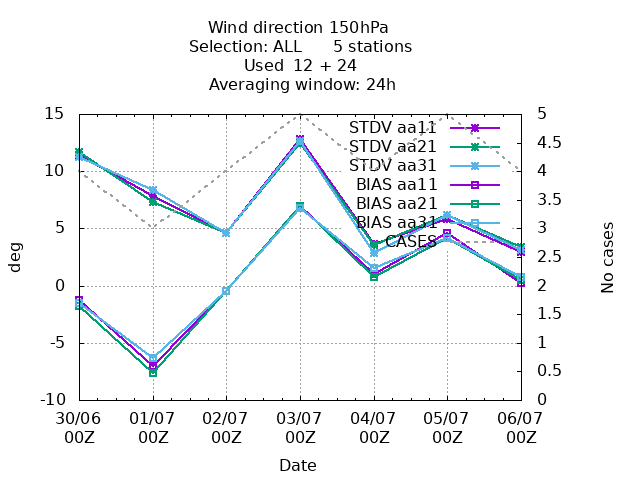 Wind direction 150hPa
Selection: ALL 5 stations
Used 12 + 24
Averaging window: 24h
15
10
5
0
-5
-10
deg
5
4.5
4
3.5
3
2.5
2
1.5
1
0.5
0
No cases
STDV aa11
STDV aa21
STDV aa31
BIAS aa11
BIAS aa21
BIAS aa31
CASES
30/06 01/07 02/07 03/07 04/07 05/07 06/07
00Z 00Z 00Z 00Z 00Z 00Z 00Z
Date